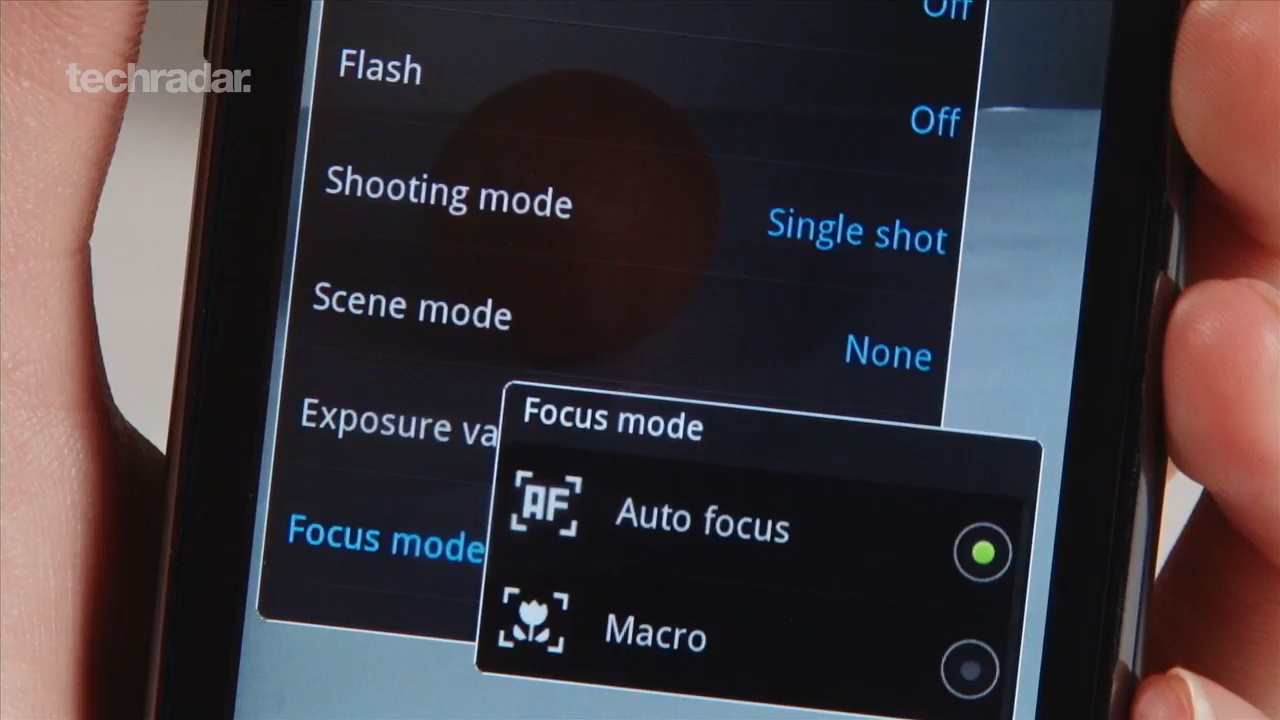 techradar.
Off
Flash
Off
Shooting mode
Single shot
Scene mode
None
Exposure va
Focus mode
Focus mode
AF
Auto focus
Macro